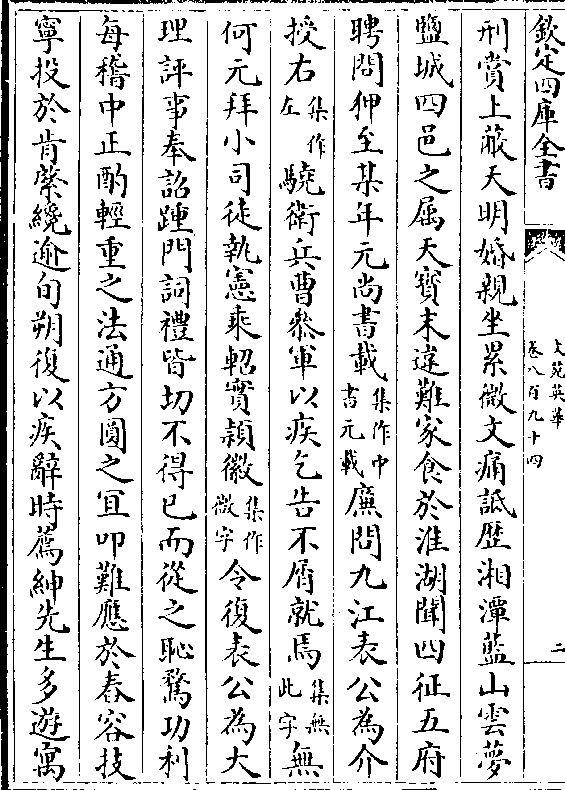 欽定四庫全書
文苑英華
卷八百九十四
二
刑賞上蔽天明婚親坐累微文痛詆歷湘潭藍山雲夢
鹽城四邑之屬天寶末違難家食於淮湖聞四征五府
聘問狎至某年元尚書載集作中書元載廉問九江表公為介
授右集作左驍衛兵曹叅軍以疾乞告不屑就焉集無此字無
何元拜小司徒執憲乘軺實頴徽集作微字令復表公為大
理評事奉詔踵門詞禮皆切不得已而從之恥騖功利
每稽中正酌輕重之法通方圓之宜叩難應於舂容技
寧投於肯綮繞逾旬朔復以疾辭時薦紳先生多遊寓